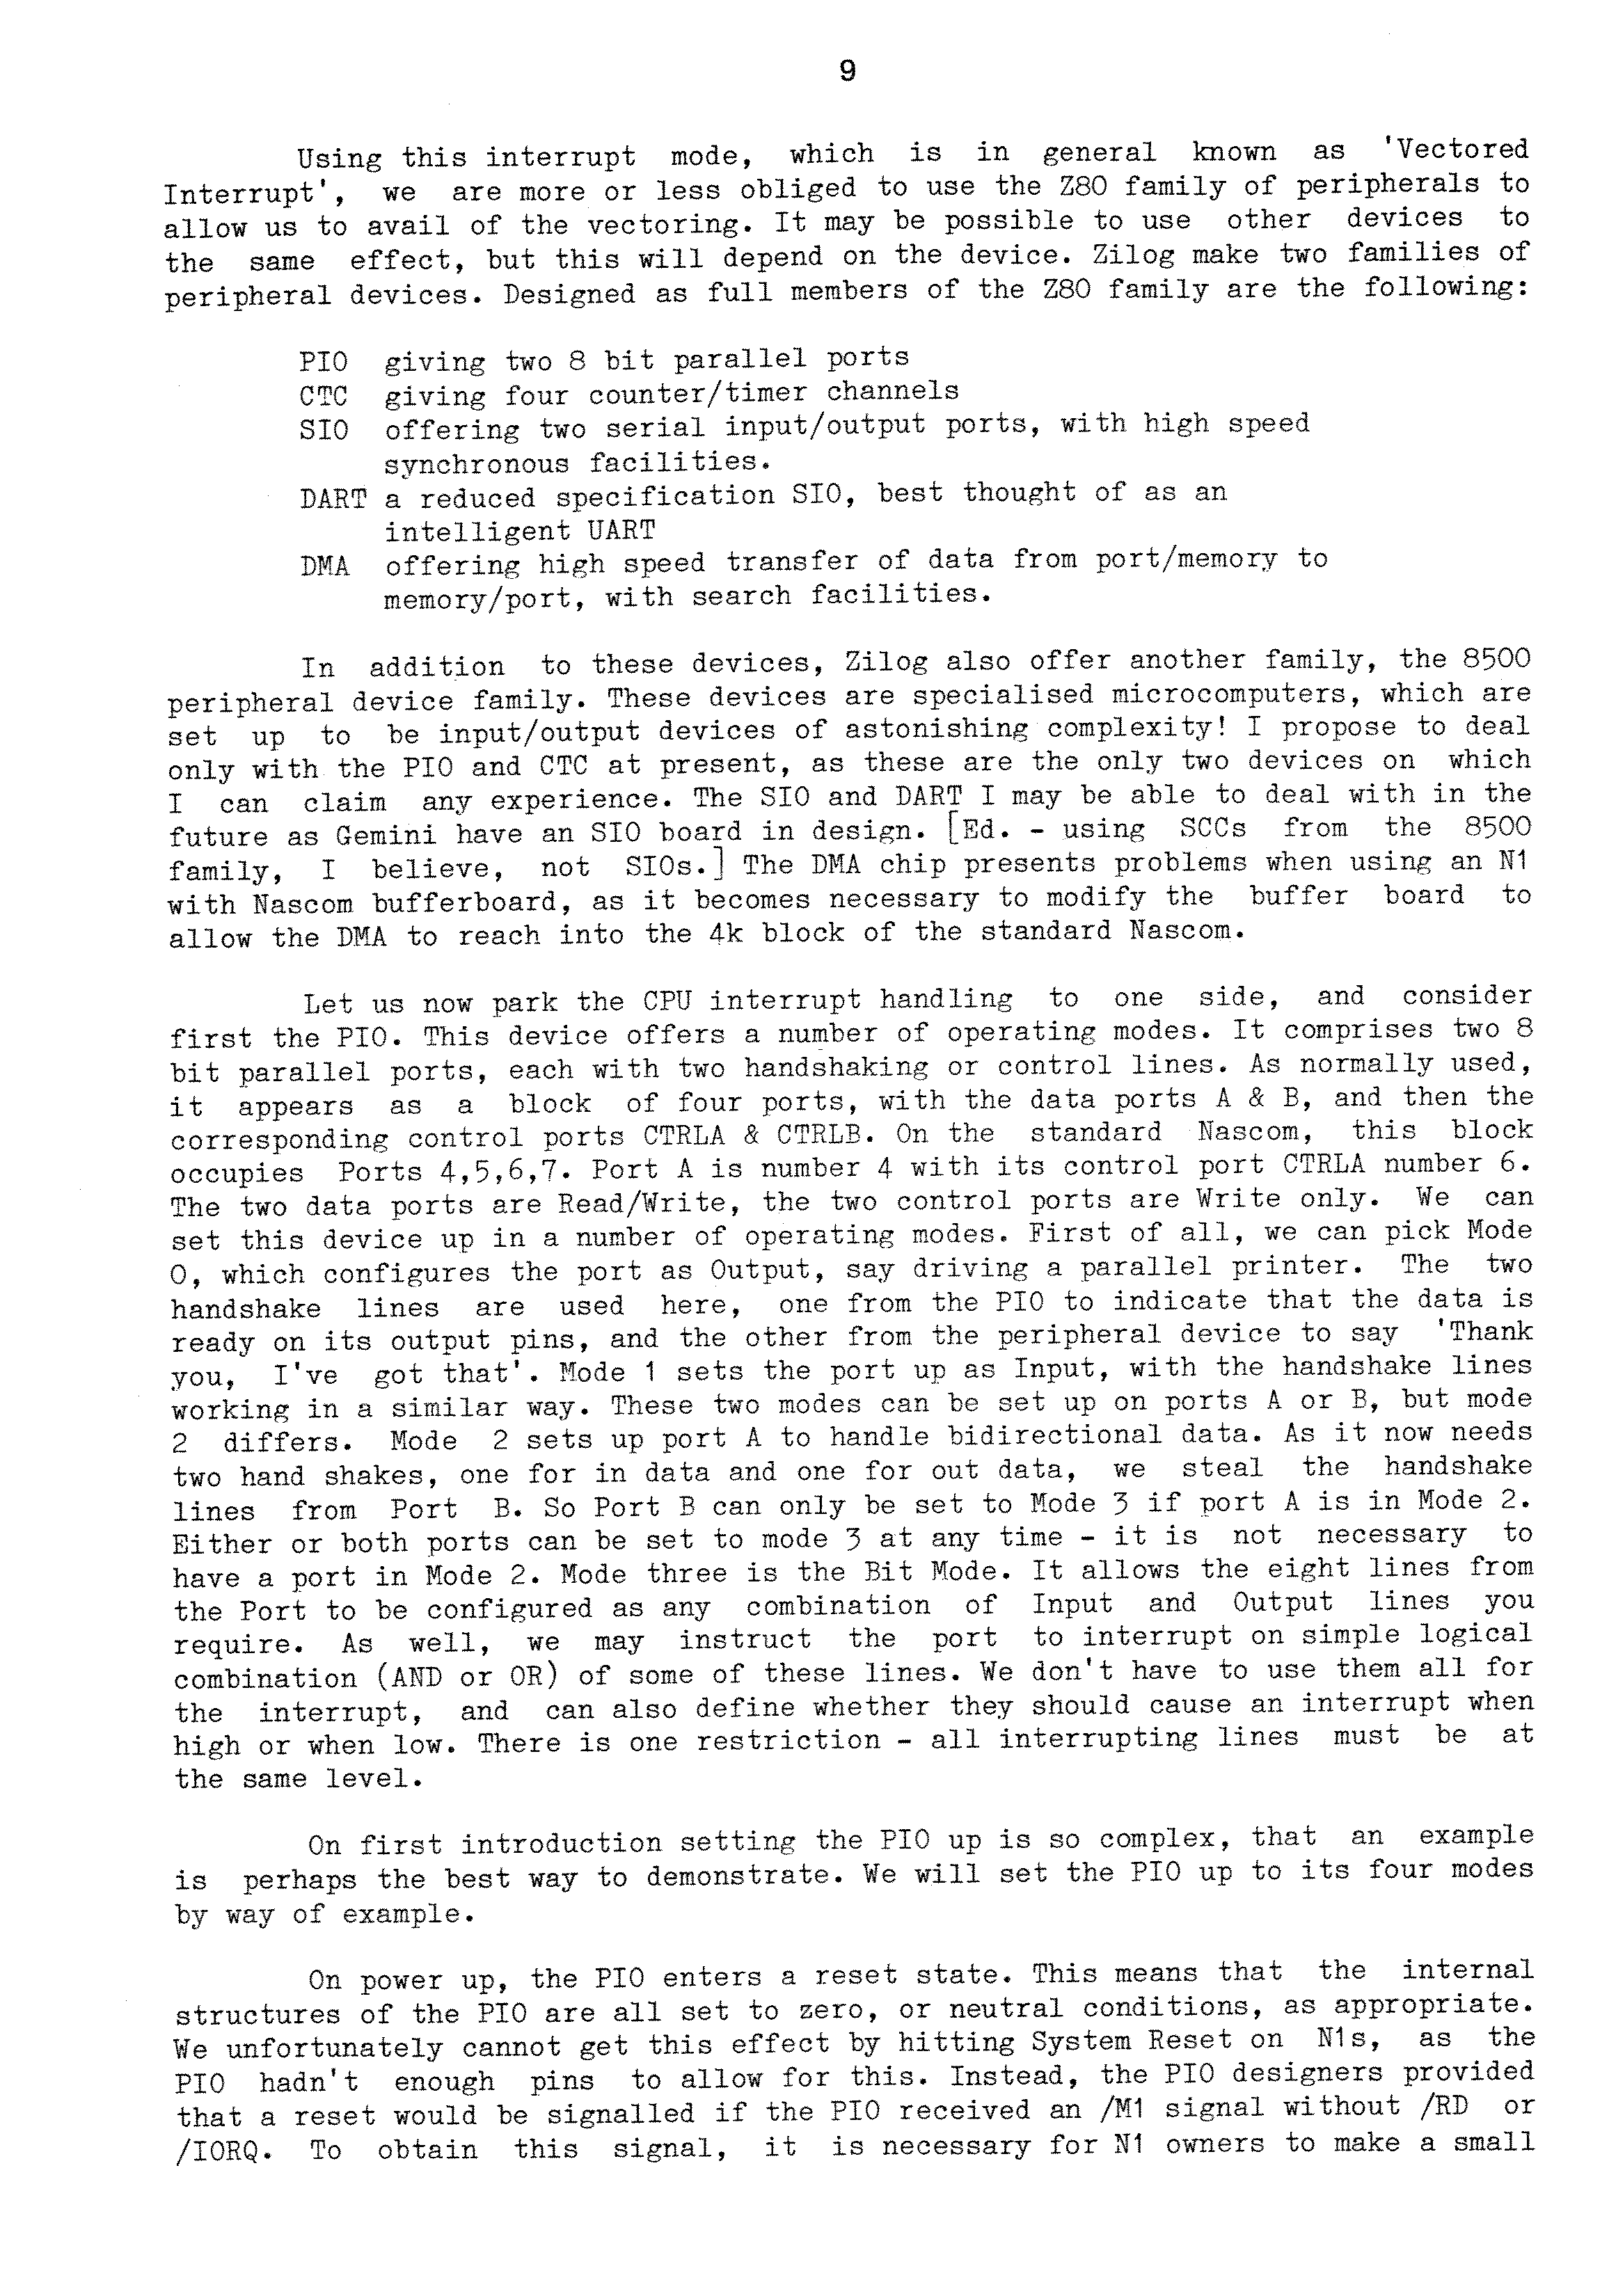 9
Using this interrupt mode, which is in general known as 'Vectored
Interrupt', we are more or less obliged to use the Z80 family of peripherals to
allow us to avail of the vectoring. It may be possible to use other devices to
the same effect, but this will depend on the device. Zilog make two families of
peripheral devices. Designed as full members of the Z80 family are the following:
PIO giving two 8 bit parallel ports
CTC giving four counter/timer channels
SIO offering two serial input/output ports, with high speed
synchronous facilities.
DART a reduced specification SIO, best thought of as an
intelligent UART
DMA offering high speed transfer of data from port/memory to
memory/port, with search facilities.
In addition to these devices, Zilog also offer another family, the 8500
peripheral device family. These devices are specialised microcomputers, which are
set up to be input/output devices of astonishing complexity! I propose to deal
only with the PIO and CTC at present, as these are the only two devices on which
I can claim any experience. The SIO and DART I may be able to deal with in the
future as Gemini have an SIO board in design. [Ed. - using SCCs from the 8500
family, I believe, not SIOs.] The DMA chip presents problems when using an N1
with Nascom bufferboard, as it becomes necessary to modify the buffer board to
allow the DMA to reach into the 4k block of the standard Nascom.
Let us now park the CPU interrupt handling to one side, and consider
first the PIO. This device offers a number of operating modes. It comprises two 8
bit parallel ports, each with two handshaking or control lines. As normally used,
it appears as a block of four ports, with the data ports A & B, and then the
corresponding control ports CTRLA & CTRLB. On the standard Nascom, this block
occupies Ports 4,5,6,7. Port A is number 4 with its control port CTRLA number 6.
The two data ports are Read/Write, the two control ports are Write only. We can
set this device up in a number of operating modes. First of all, we can pick Mode
0, which configures the port as Output, say driving a parallel printer. The two
handshake lines are used here, one from the PIO to indicate that the data is
ready on its output pins, and the other from the peripheral device to say 'Thank
you, I've got that'. Mode 1 sets the port up as Input, with the handshake lines
working in a similar way. These two modes can be set up on ports A or B, but mode
2 differs. Mode 2 sets up port A to handle bidirectional data. As it now needs
two hand shakes, one for in data and one for out data, we steal the handshake
lines from Port B. So Port B can only be set to Mode 3 if port A is in Mode 2.
Either or both ports can be set to mode 3 at any time - it is not necessary to
have a port in Mode 2. Mode three is the Bit Mode. It allows the eight lines from
the Port to be configured as any combination of Input and Output lines you
require. As well, we may instruct the port to interrupt on simple logical
combination (AND or OR) of some of these lines. We don't have to use them all for
the interrupt, and can also define whether they should cause an interrupt when
high or when low. There is one restriction - all interrupting lines must be at
the same level.
On first introduction setting the PIO up is so complex, that an example
is perhaps the best way to demonstrate. We will set the PIO up to its four modes
by way of example.
On power up, the PIO enters a reset state. This means that the internal
structures of the PIO are all set to zero, or neutral conditions, as appropriate.
We unfortunately cannot get this effect by hitting System Reset on N1s, as the
PIO hadn't enough pins to allow for this. Instead, the PIO designers provided
that a reset would be signalled if the PIO received an /M1 signal without /RD or
/IORQ. To obtain this signal, it is necessary for N1 owners to make a small